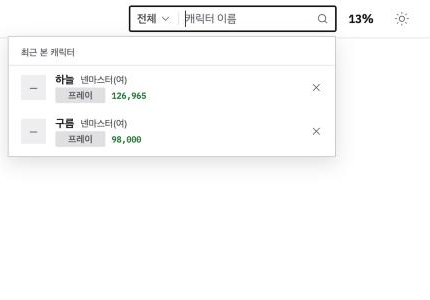 전체 캐릭터 이름 13%
최근 본 캐릭터
하늘 넨마스터(여)
프레이 126,965
구름 넨마스터(여)
프레이 98,000